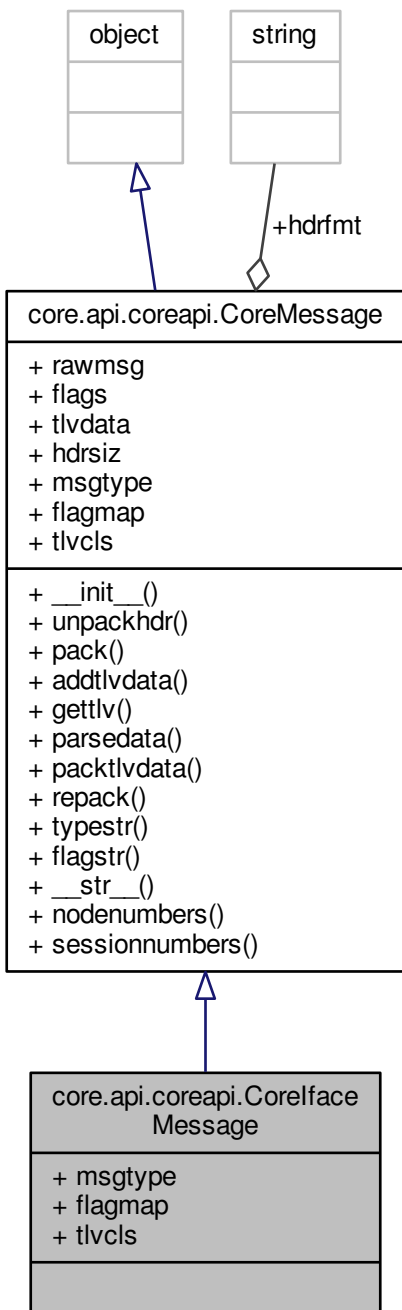 object
string
+hdrfmt
core.api.coreapi.CoreMessage
+ rawmsg
+ flags
+ tlvdata
+ hdrsiz
+ msgtype
+ flagmap
+ tlvcls
+ __init__()
+ unpackhdr()
+ pack()
+ addtlvdata()
+ gettlv()
+ parsedata()
+ packtlvdata()
+ repack()
+ typestr()
+ flagstr()
+ __str__()
+ nodenumbers()
+ sessionnumbers()
core.api.coreapi.CoreIface
Message
+ msgtype
+ flagmap
+ tlvcls